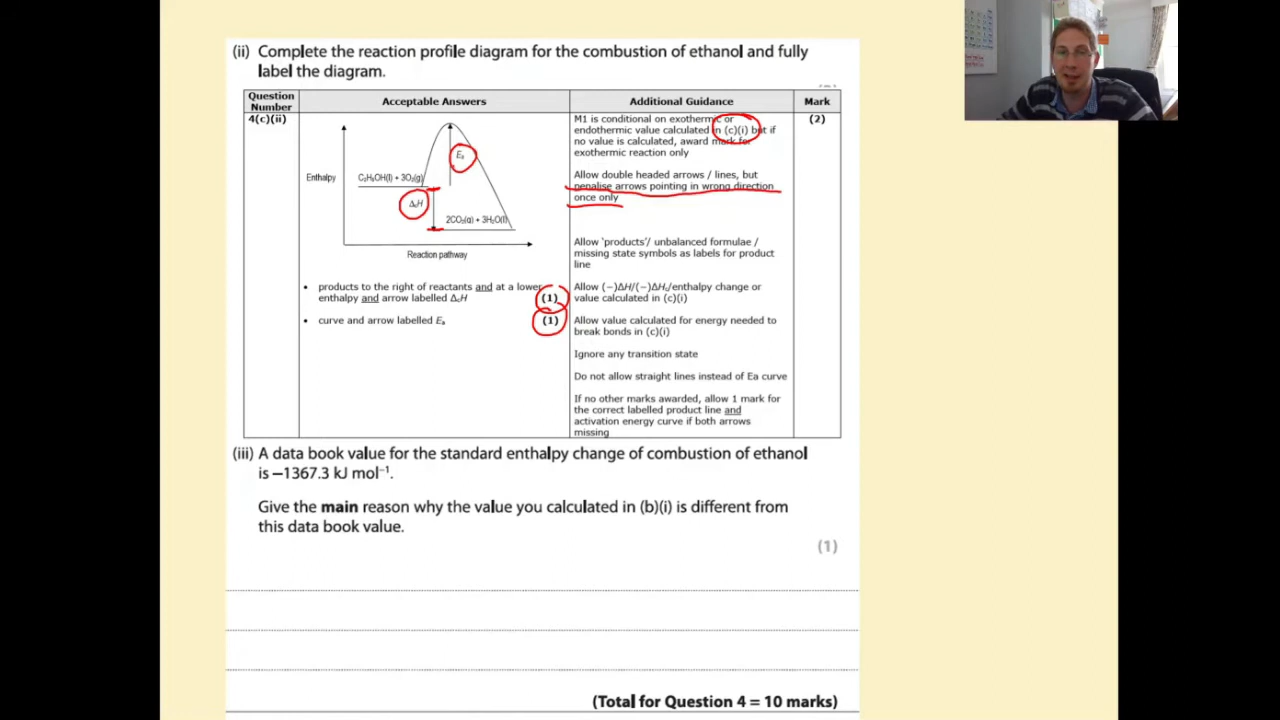 (ii) Complete the reaction profile diagram for the combustion of ethanol and fully
label the diagram.
Question
Number
Acceptable Answers
Additional Guidance
Mark
4(c)(ii)
Enthalpy
C₂H₅OH(l) + 3O₂(g)
Eₐ
Δ꜀H
2CO₂(g) + 3H₂O(l)
Reaction pathway
• products to the right of reactants and at a lower
enthalpy and arrow labelled Δ꜀H (1)
• curve and arrow labelled Eₐ (1)
M1 is conditional on exothermic or
endothermic value calculated in (c)(i) but if
no value is calculated, award mark for
exothermic reaction only
Allow double headed arrows / lines, but
penalise arrows pointing in wrong direction
once only
Allow 'products'/ unbalanced formulae /
missing state symbols as labels for product
line
Allow (−)ΔH/(−)ΔH꜀/enthalpy change or
value calculated in (c)(i)
Allow value calculated for energy needed to
break bonds in (c)(i)
Ignore any transition state
Do not allow straight lines instead of Ea curve
If no other marks awarded, allow 1 mark for
the correct labelled product line and
activation energy curve if both arrows
missing
(2)
(iii) A data book value for the standard enthalpy change of combustion of ethanol
is −1367.3 kJ mol⁻¹.
Give the main reason why the value you calculated in (b)(i) is different from
this data book value.
(1)
(Total for Question 4 = 10 marks)